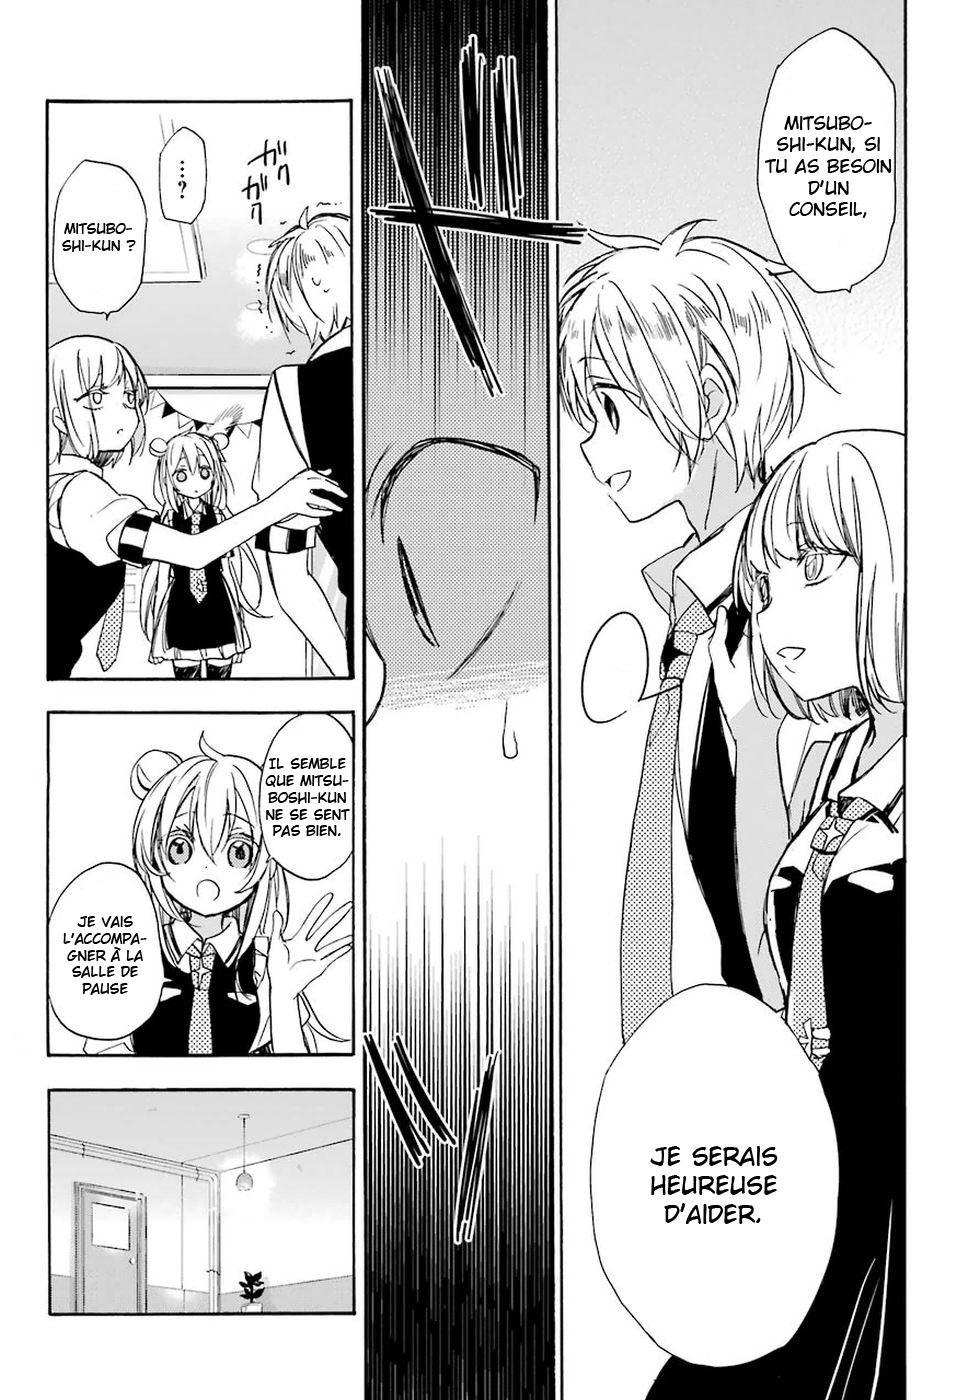 MITSUBO-
SHI-KUN, SI
TU AS BESOIN
D'UN
CONSEIL,
JE SERAIS
HEUREUSE
D'AIDER.
ガガ
ガク
…?
MITSUBO-
SHI-KUN ?
IL SEMBLE
QUE MITSU-
BOSHI-KUN
NE SE SENT
PAS BIEN.
JE VAIS
L'ACCOMPA-
GNER À LA
SALLE DE
PAUSE